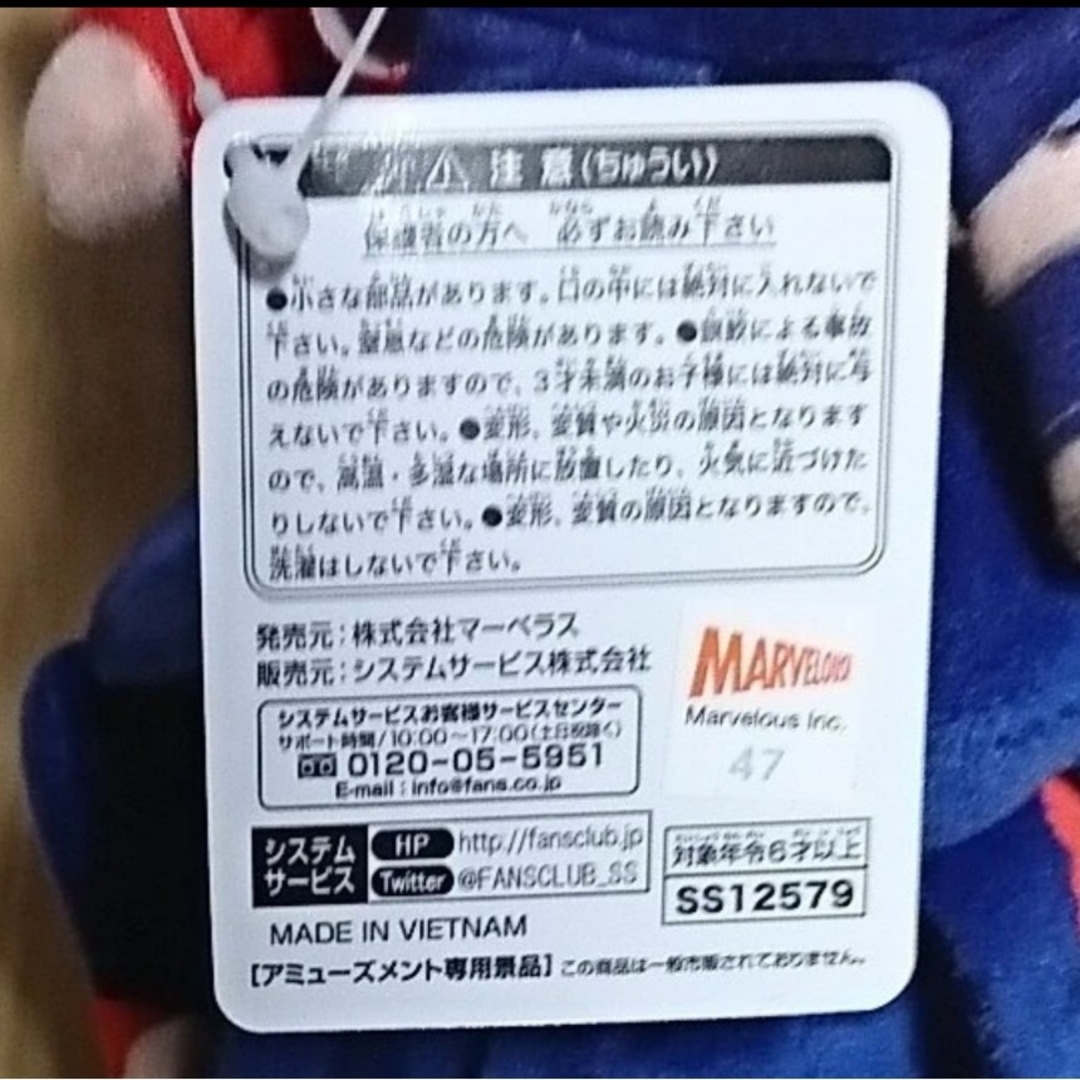 ⚠ 注意(ちゅうい)
保護者の方へ 必ずお読み下さい
●小さな部品があります。口の中には絶対に入れないで
下さい。窒息などの危険があります。●誤飲による事故
の危険がありますので、3才未満のお子様には絶対に与
えないで下さい。●変形、変質や火災の原因となります
ので、高温・多湿な場所に放置したり、火気に近づけた
りしないで下さい。●変形、変質の原因となりますので、
洗濯はしないで下さい。
発売元:株式会社マーベラス
販売元:システムサービス株式会社
システムサービスお客様サービスセンター
サポート時間/10:00〜17:00(土日祝除く)
0120-05-5951
E-mail:info@fans.co.jp
MARVELOUS!
Marvelous Inc.
47
システム
サービス
HP http://fansclub.jp
Twitter @FANSCLUB_SS
対象年令6才以上
SS12579
MADE IN VIETNAM
[アミューズメント専用景品] この商品は一般市販されておりません。